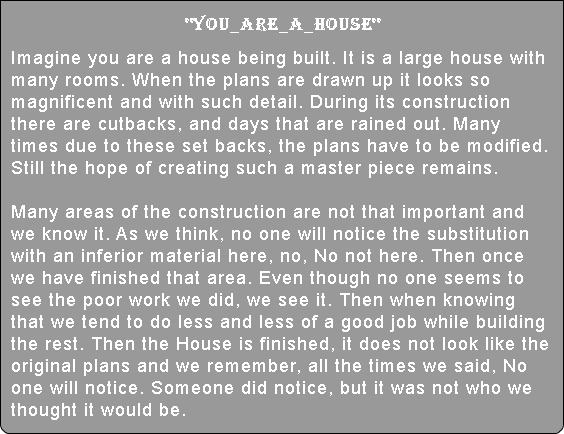 "YOU_ARE_A_HOUSE"
Imagine you are a house being built. It is a large house with
many rooms. When the plans are drawn up it looks so
magnificent and with such detail. During its construction
there are cutbacks, and days that are rained out. Many
times due to these set backs, the plans have to be modified.
Still the hope of creating such a master piece remains.
Many areas of the construction are not that important and
we know it. As we think, no one will notice the substitution
with an inferior material here, no, No not here. Then once
we have finished that area. Even though no one seems to
see the poor work we did, we see it. Then when knowing
that we tend to do less and less of a good job while building
the rest. Then the House is finished, it does not look like the
original plans and we remember, all the times we said, No
one will notice. Someone did notice, but it was not who we
thought it would be.